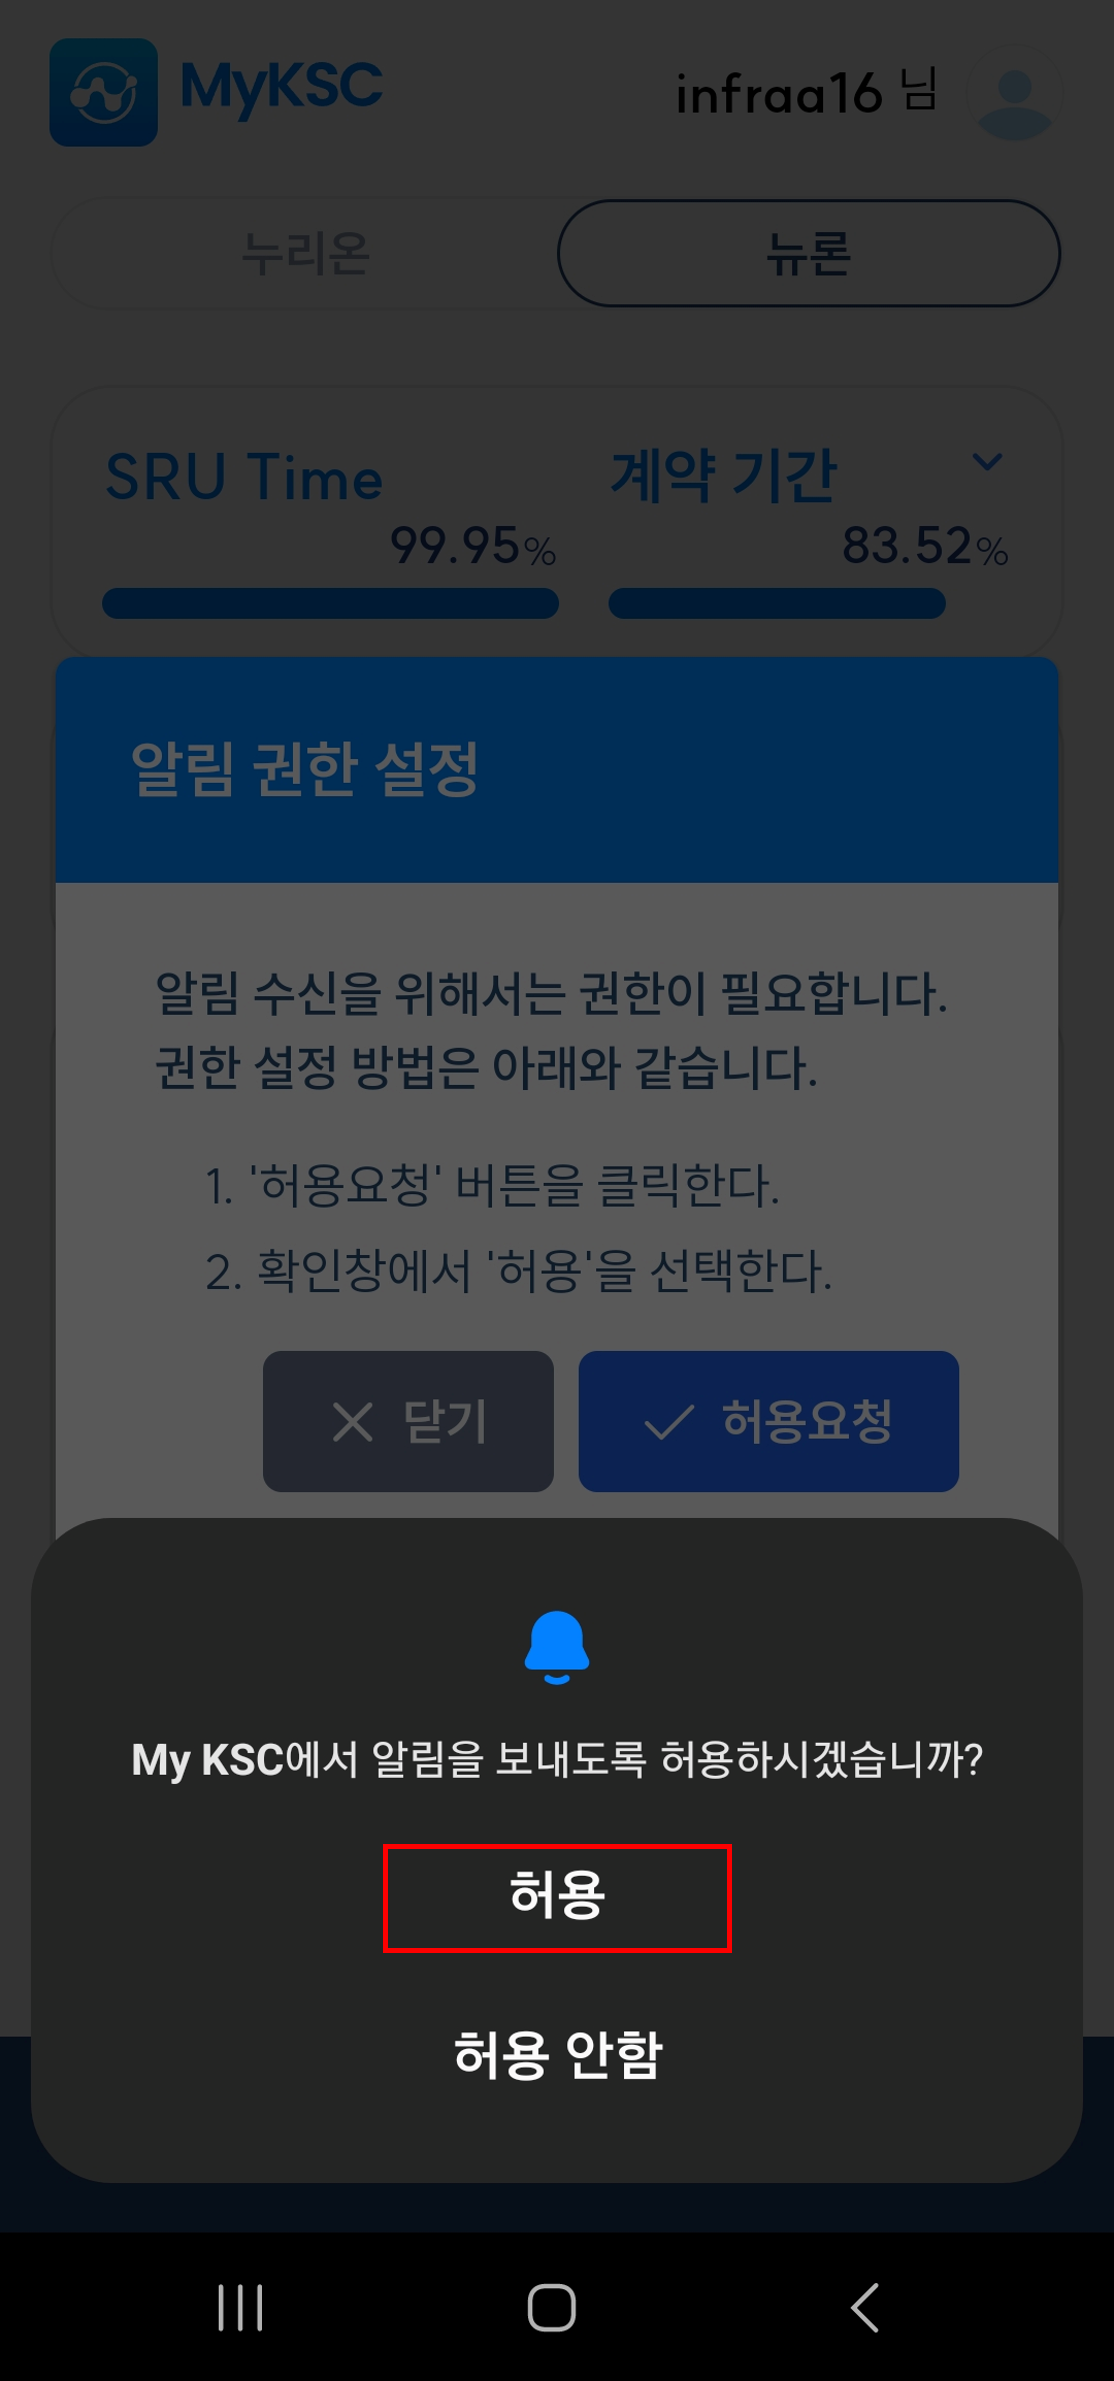 MyKSC
infraa16 님
누리온
뉴론
SRU Time
계약 기간
99.95%
83.52%
알림 권한 설정
알림 수신을 위해서는 권한이 필요합니다.
권한 설정 방법은 아래와 같습니다.
1. '허용요청' 버튼을 클릭한다.
2. 확인창에서 '허용'을 선택한다.
닫기
허용요청
My KSC에서 알림을 보내도록 허용하시겠습니까?
허용
허용 안함